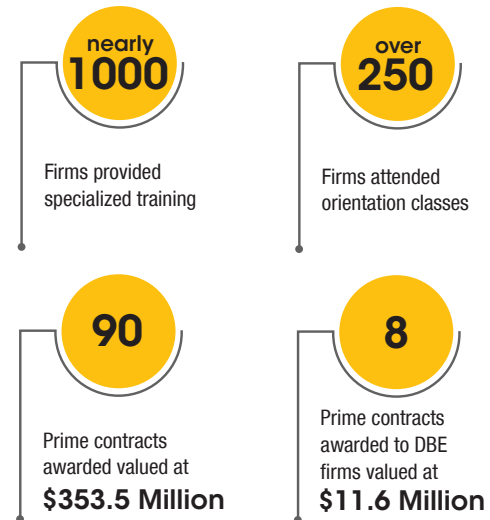 nearly
1000
Firms provided
specialized training
over
250
Firms attended
orientation classes
90
Prime contracts
awarded valued at
$353.5 Million
8
Prime contracts
awarded to DBE
firms valued at
$11.6 Million